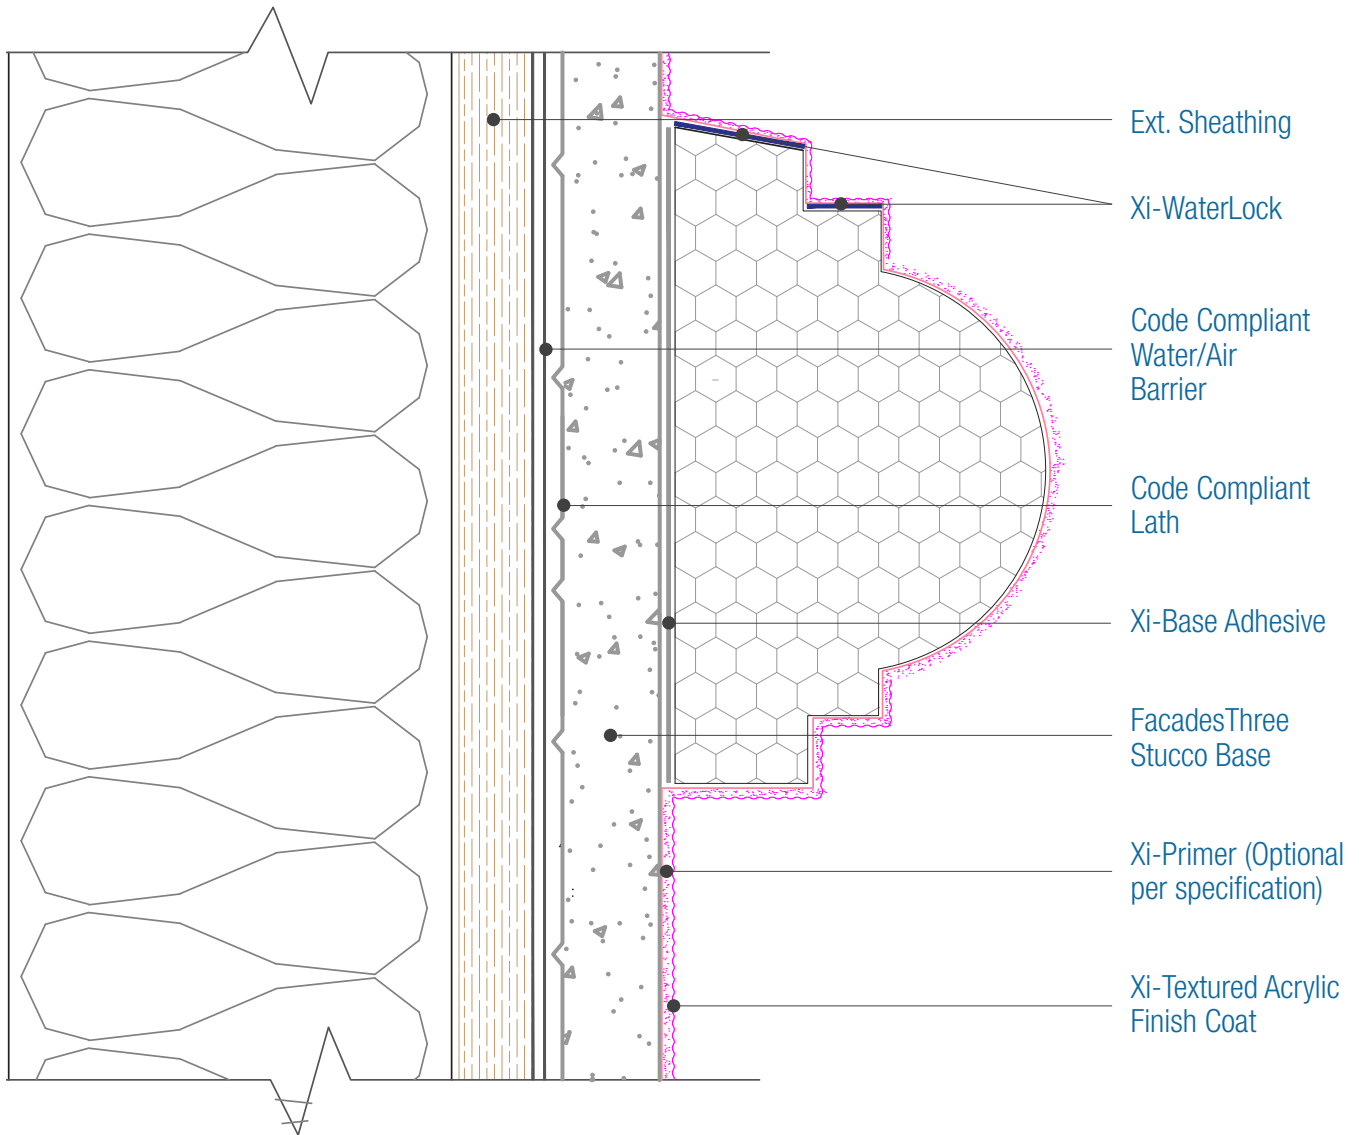 Ext. Sheathing
Xi-WaterLock
Code Compliant
Water/Air
Barrier
Code Compliant
Lath
Xi-Base Adhesive
FacadesThree
Stucco Base
Xi-Primer (Optional
per specification)
Xi-Textured Acrylic
Finish Coat